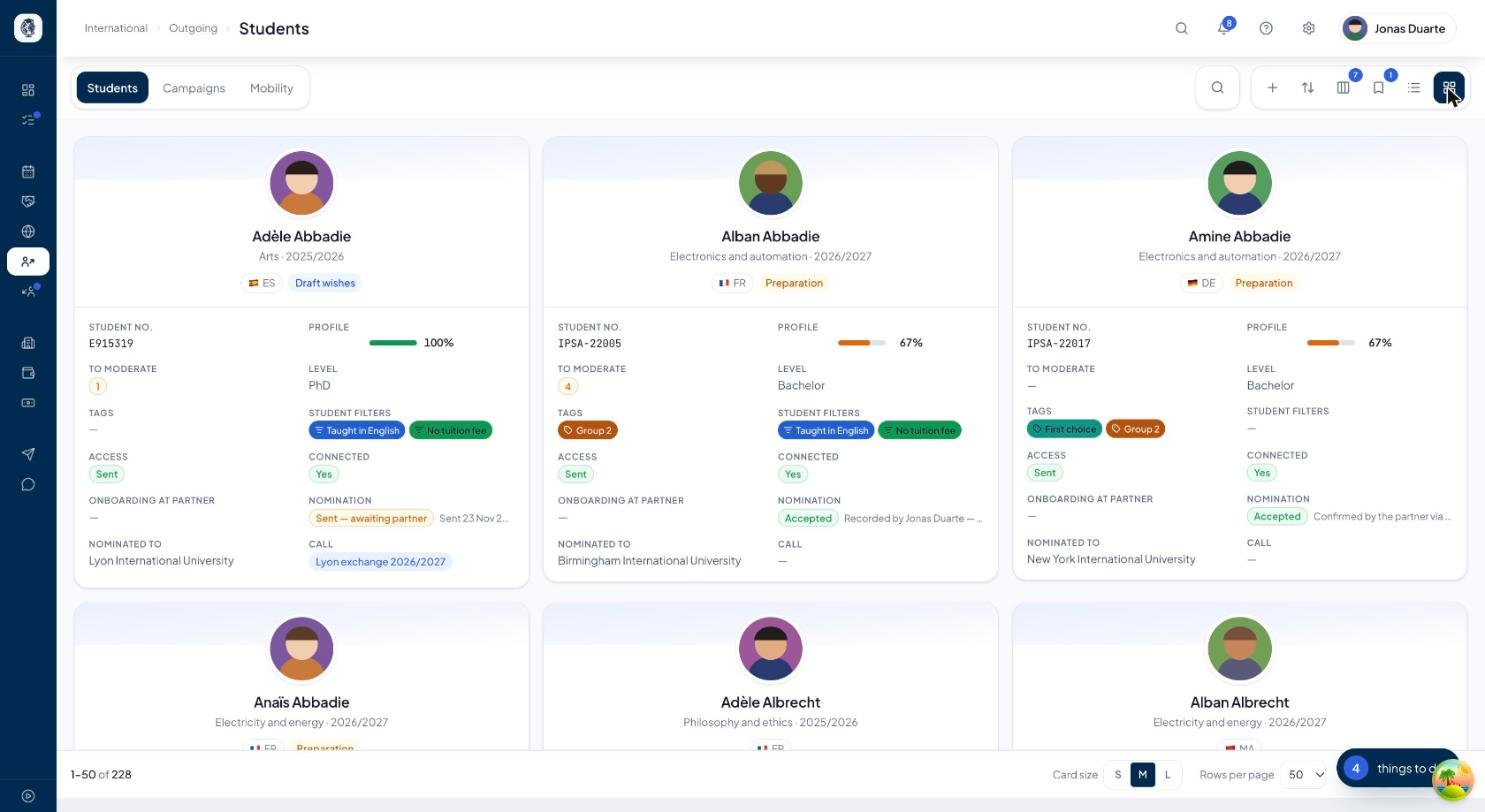 International
Outgoing
Students
8
Jonas Duarte
Students
Campaigns
Mobility
7
1
Adèle Abbadie
Arts · 2025/2026
ES
Draft wishes
STUDENT NO.
E915319
PROFILE
100%
TO MODERATE
1
LEVEL
PhD
TAGS
—
STUDENT FILTERS
Taught in English
No tuition fee
ACCESS
Sent
CONNECTED
Yes
ONBOARDING AT PARTNER
—
NOMINATION
Sent — awaiting partner
Sent 23 Nov 2...
NOMINATED TO
Lyon International University
CALL
Lyon exchange 2026/2027
Alban Abbadie
Electronics and automation · 2026/2027
FR
Preparation
STUDENT NO.
IPSA-22005
PROFILE
67%
TO MODERATE
4
LEVEL
Bachelor
TAGS
Group 2
STUDENT FILTERS
Taught in English
No tuition fee
ACCESS
Sent
CONNECTED
Yes
ONBOARDING AT PARTNER
—
NOMINATION
Accepted
Recorded by Jonas Duarte — ...
NOMINATED TO
Birmingham International University
CALL
—
Amine Abbadie
Electronics and automation · 2026/2027
DE
Preparation
STUDENT NO.
IPSA-22017
PROFILE
67%
TO MODERATE
—
LEVEL
Bachelor
TAGS
First choice
Group 2
STUDENT FILTERS
—
ACCESS
Sent
CONNECTED
Yes
ONBOARDING AT PARTNER
—
NOMINATION
Accepted
Confirmed by the partner via ...
NOMINATED TO
New York International University
CALL
—
Anaïs Abbadie
Electricity and energy · 2026/2027
FR
Preparation
Adèle Albrecht
Philosophy and ethics · 2025/2026
FR
Alban Albrecht
Electricity and energy · 2026/2027
MA
1–50 of 228
Card size
S
M
L
Rows per page
50
4
things to d